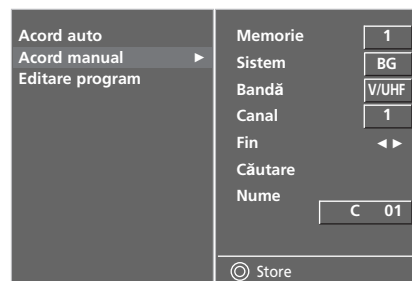 Acord auto
Acord manual ►
Editare program
Memorie 1
Sistem BG
Bandă V/UHF
Canal 1
Fin ◄ ►
Căutare
Nume
C 01
Store